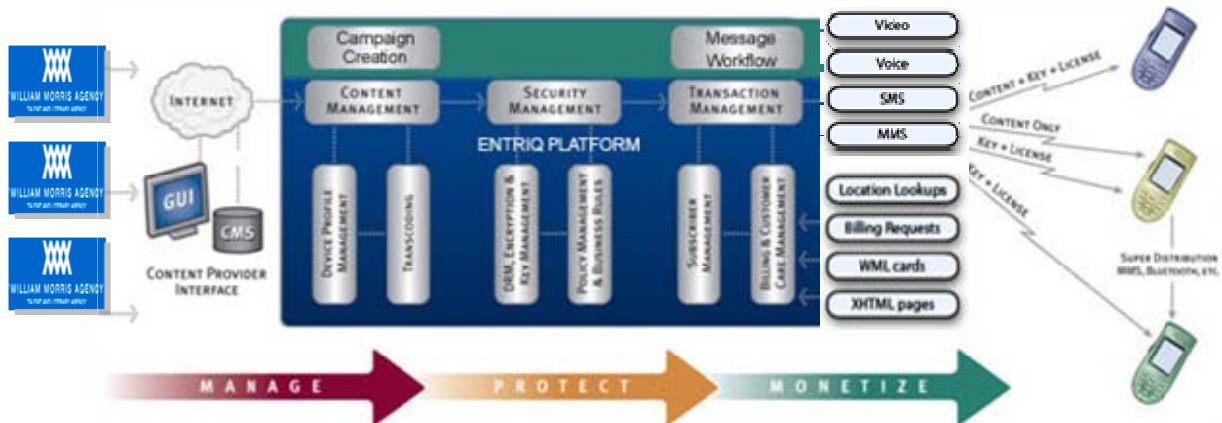 WILLIAM MORRIS AGENCY
WILLIAM MORRIS AGENCY
WILLIAM MORRIS AGENCY
INTERNET
GUI
CMS
CONTENT PROVIDER
INTERFACE
Campaign
Creation
Message
Workflow
CONTENT
MANAGEMENT
SECURITY
MANAGEMENT
TRANSACTION
MANAGEMENT
ENTRIQ PLATFORM
DEVICE PROFILE
MANAGEMENT
TRANSCODING
DRM, ENCRYPTION &
KEY MANAGEMENT
POLICY MANAGEMENT
& BUSINESS RULES
SUBSCRIBER
MANAGEMENT
BILLING & CUSTOMER
CARE MANAGEMENT
Video
Voice
SMS
MMS
Location Lookups
Billing Requests
WML cards
XHTML pages
CONTENT + KEY + LICENSE
CONTENT ONLY
KEY + LICENSE
KEY + LICENSE
SUPER DISTRIBUTION
MMS, BLUETOOTH, ETC.
MANAGE
PROTECT
MONETIZE